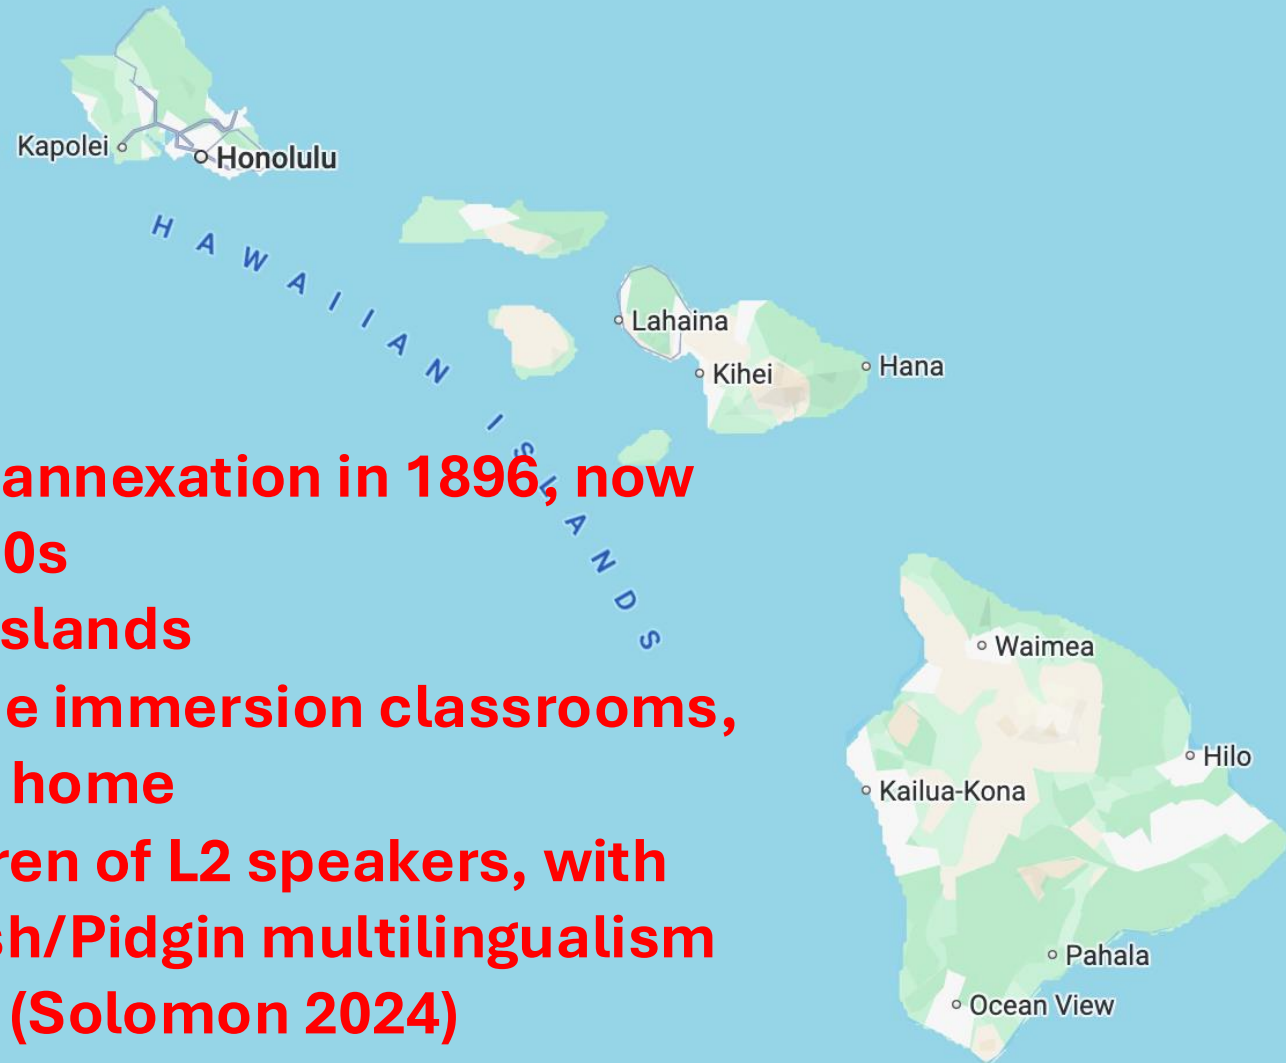 Kapolei
Honolulu
HAWAIIAN ISLANDS
Lahaina
Kihei
Hana
annexation in 1896, now
0s
slands
e immersion classrooms,
home
ren of L2 speakers, with
sh/Pidgin multilingualism
(Solomon 2024)
Waimea
Hilo
Kailua-Kona
Pahala
Ocean View